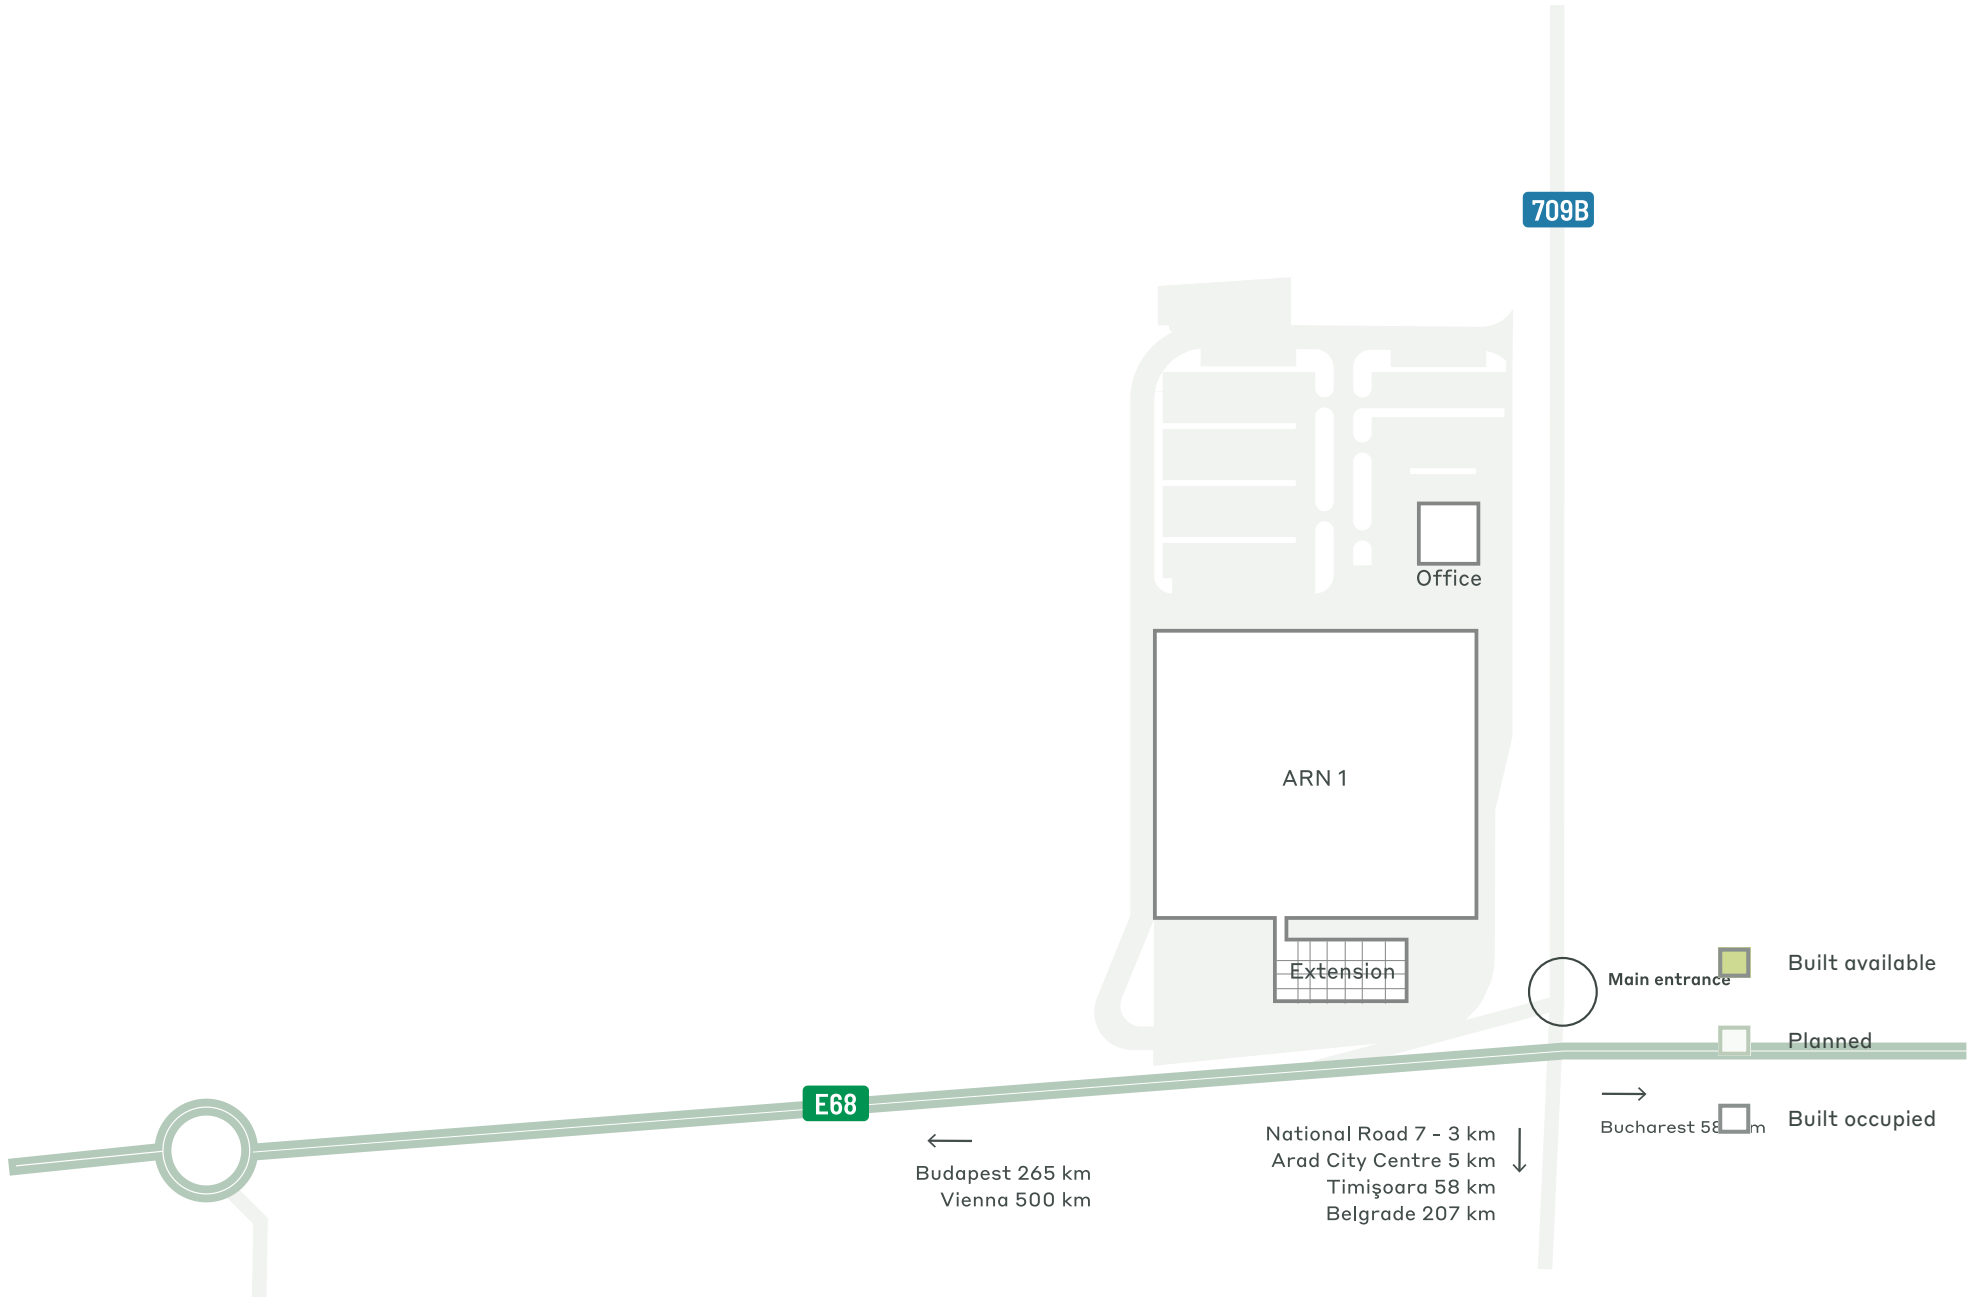 709B
Office
ARN 1
Extension
Main entrance
Built available
Planned
Built occupied
E68
Budapest 265 km
Vienna 500 km
National Road 7 - 3 km
Arad City Centre 5 km
Timişoara 58 km
Belgrade 207 km
Bucharest